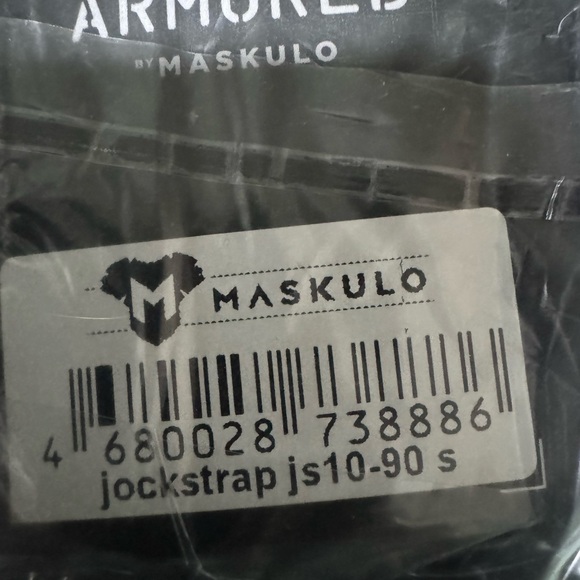 ARMORED
BY MASKULO
M MASKULO
4 680028 738886
jockstrap js10-90 s